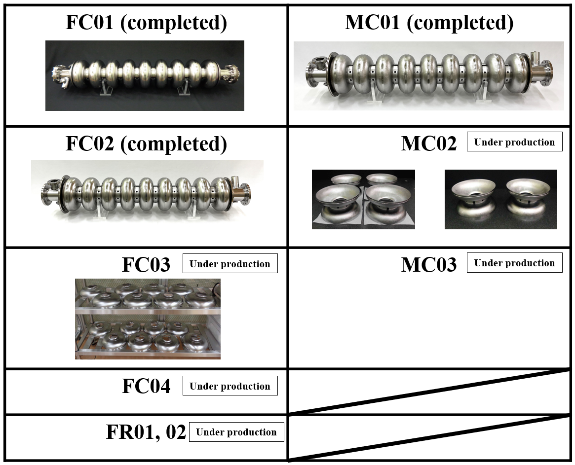 FC01 (completed)
MC01 (completed)
FC02 (completed)
MC02 Under production
FC03 Under production
MC03 Under production
FC04 Under production
FR01, 02 Under production